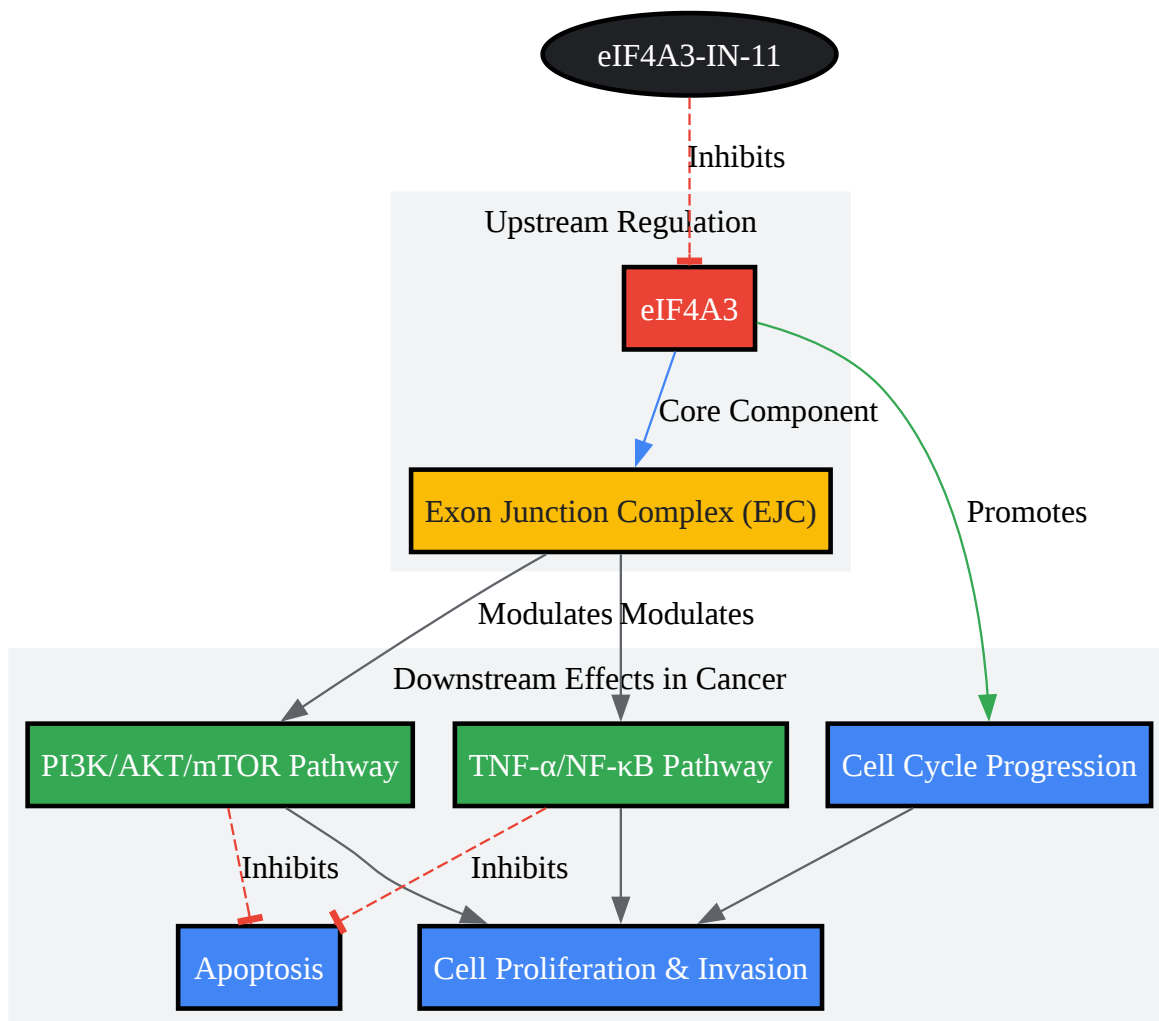 eIF4A3-IN-11
Inhibits
Upstream Regulation
eIF4A3
Core Component
Exon Junction Complex (EJC)
Promotes
Modulates
Modulates
Downstream Effects in Cancer
PI3K/AKT/mTOR Pathway
TNF-α/NF-κB Pathway
Cell Cycle Progression
Inhibits
Inhibits
Apoptosis
Cell Proliferation & Invasion